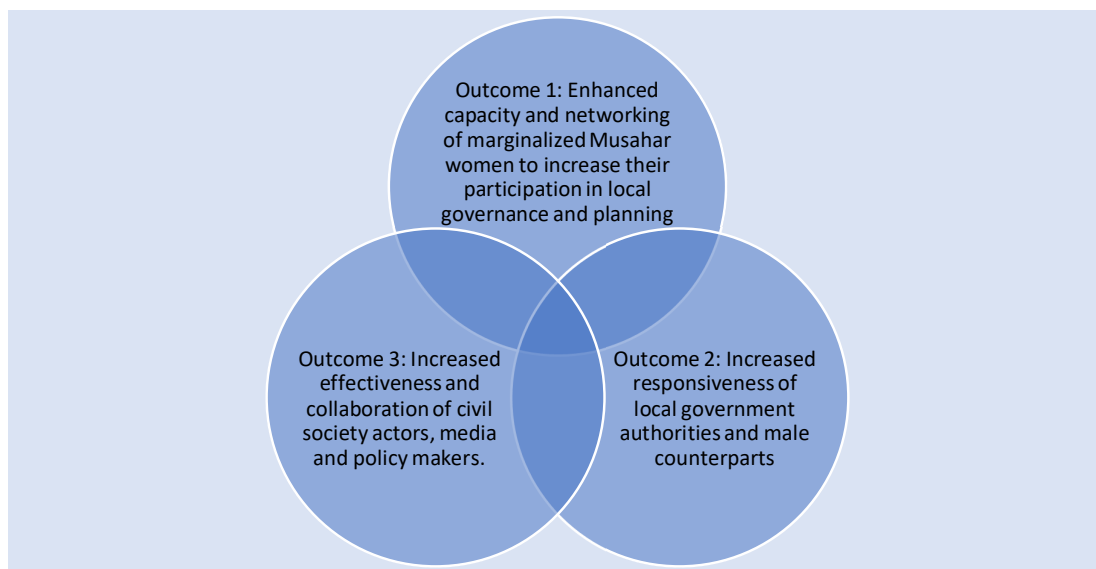 Outcome 1: Enhanced
capacity and networking
of marginalized Musahar
women to increase their
participation in local
governance and planning
Outcome 3: Increased
effectiveness and
collaboration of civil
society actors, media
and policy makers.
Outcome 2: Increased
responsiveness of
local government
authorities and male
counterparts